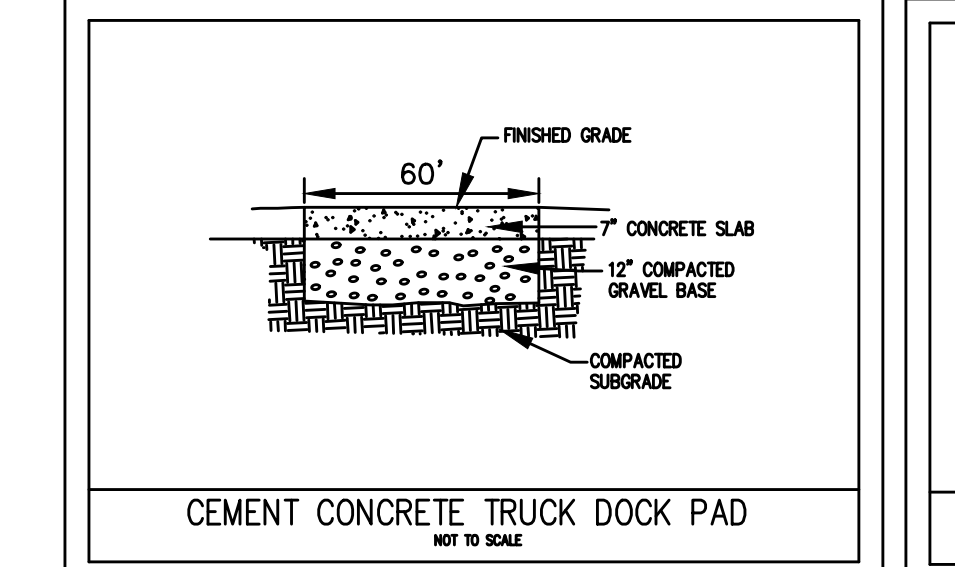 FINISHED GRADE
60'
7" CONCRETE SLAB
12" COMPACTED
GRAVEL BASE
COMPACTED
SUBGRADE
CEMENT CONCRETE TRUCK DOCK PAD
NOT TO SCALE